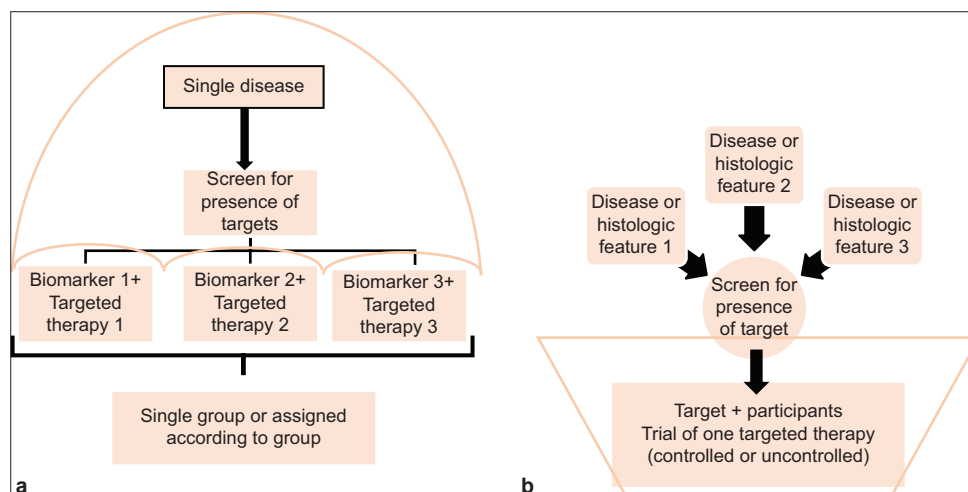 Single disease
Screen for
presence of
targets
Biomarker 1+
Targeted
therapy 1
Biomarker 2+
Targeted
therapy 2
Biomarker 3+
Targeted
therapy 3
Single group or assigned
according to group
a
Disease or
histologic
feature 1
Disease or
histologic
feature 2
Disease or
histologic
feature 3
Screen for
presence
of target
Target + participants
Trial of one targeted therapy
(controlled or uncontrolled)
b